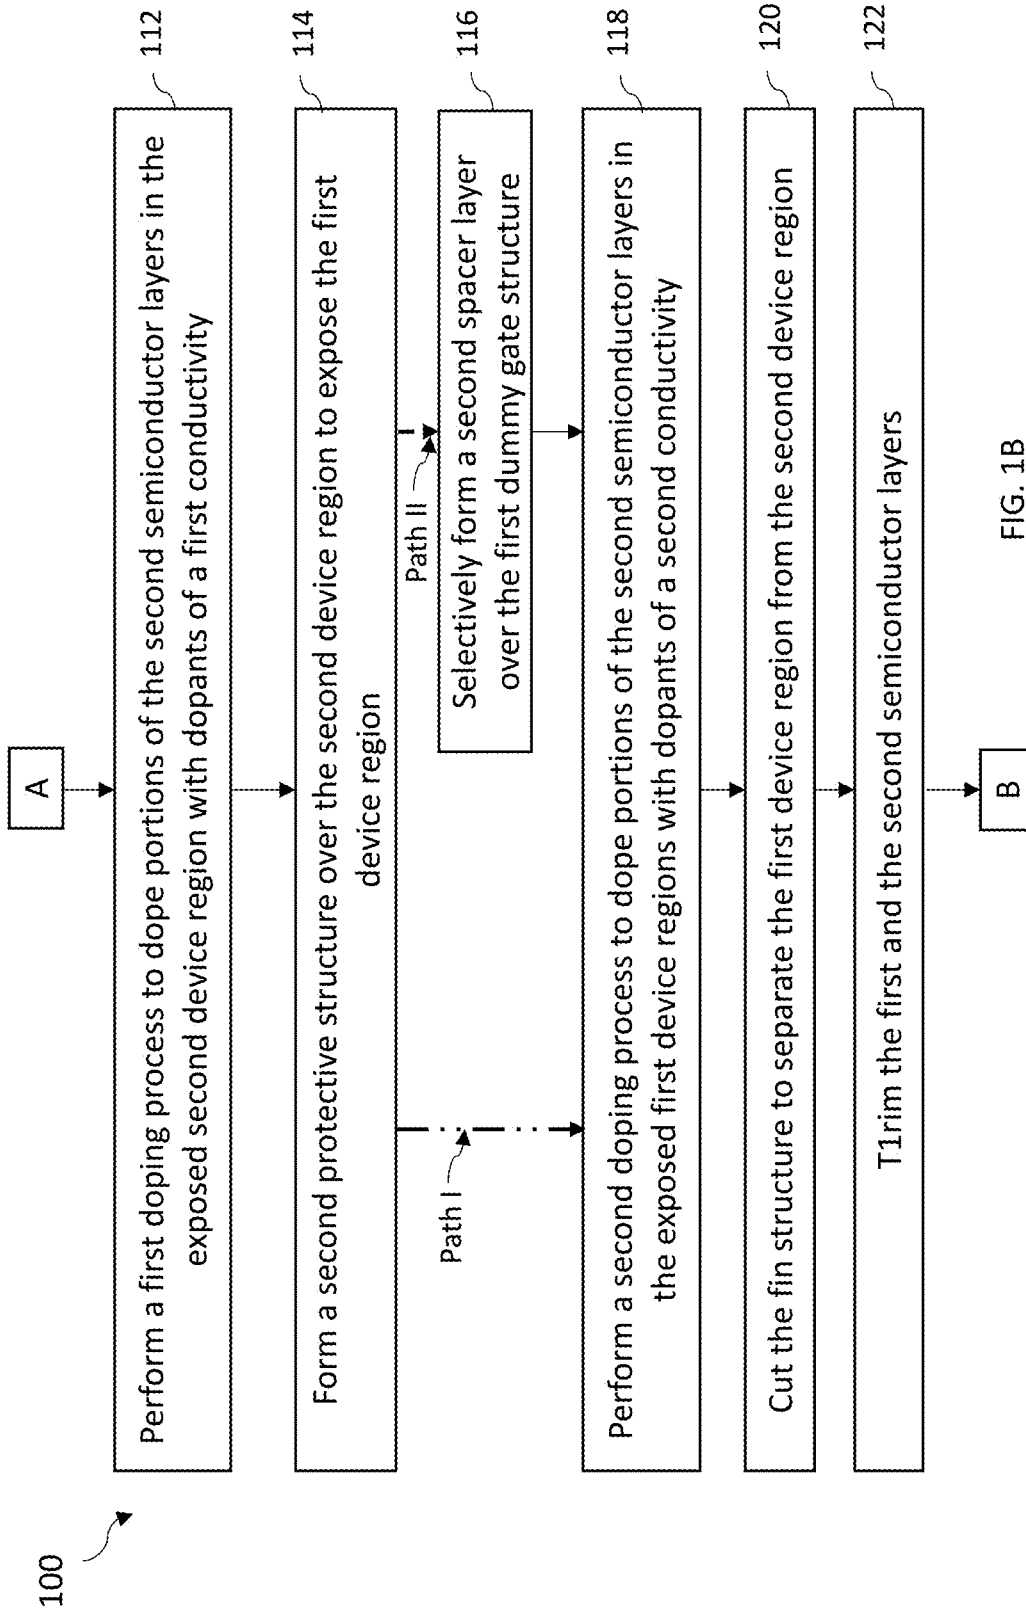 100
A
Perform a first doping process to dope portions of the second semiconductor layers in the
exposed second device region with dopants of a first conductivity
112
Form a second protective structure over the second device region to expose the first
device region
114
Path I
Path II
Selectively form a second spacer layer
over the first dummy gate structure
116
Perform a second doping process to dope portions of the second semiconductor layers in
the exposed first device regions with dopants of a second conductivity
118
Cut the fin structure to separate the first device region from the second device region
120
T1rim the first and the second semiconductor layers
122
B
FIG. 1B